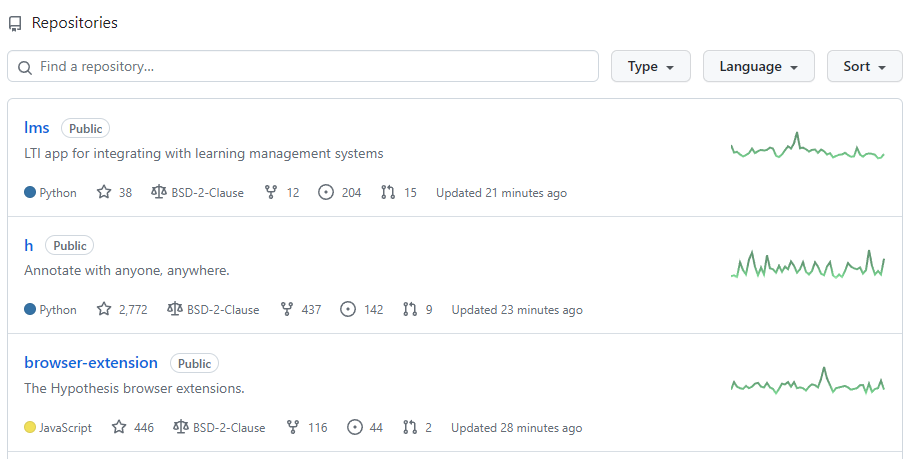 Repositories
Find a repository...
Type
Language
Sort
lms Public
LTI app for integrating with learning management systems
Python 38 BSD-2-Clause 12 204 15 Updated 21 minutes ago
h Public
Annotate with anyone, anywhere.
Python 2,772 BSD-2-Clause 437 142 9 Updated 23 minutes ago
browser-extension Public
The Hypothesis browser extensions.
JavaScript 446 BSD-2-Clause 116 44 2 Updated 28 minutes ago